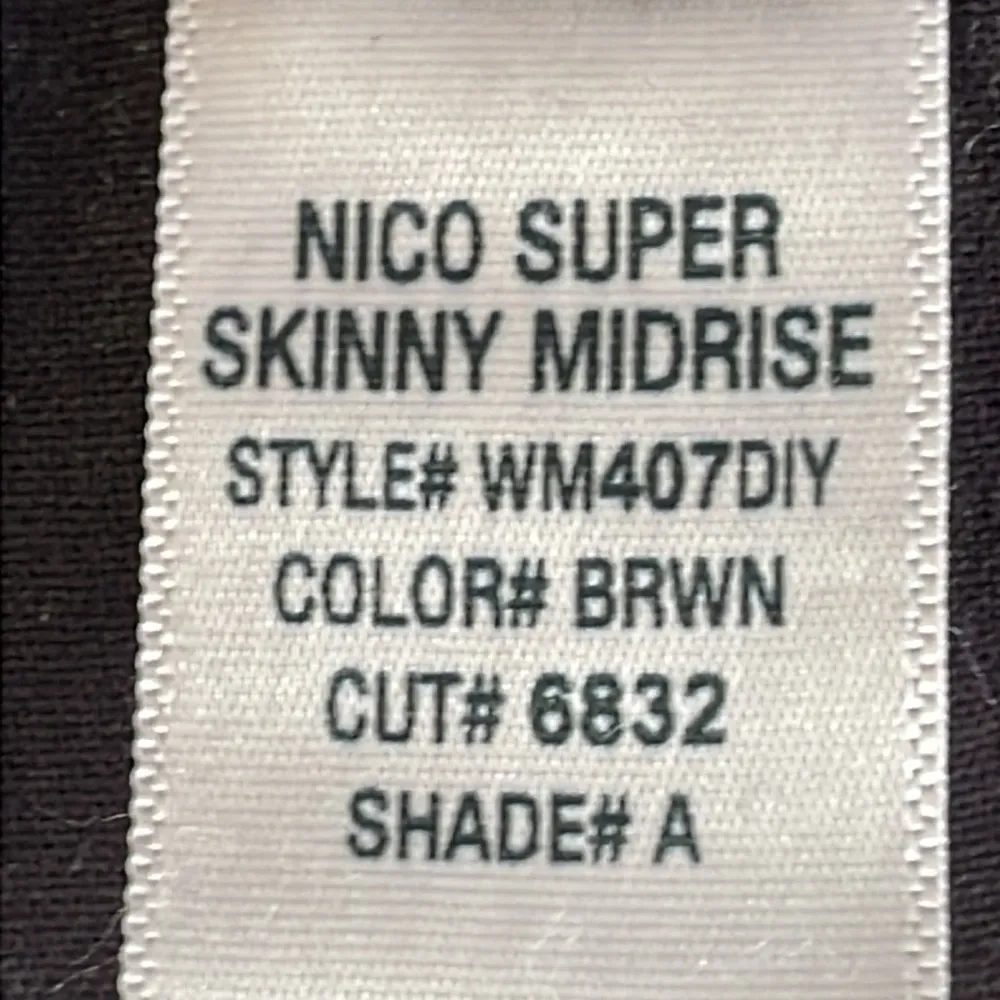 NICO SUPER
SKINNY MIDRISE
STYLE# WM407DIY
COLOR# BRWN
CUT# 6832
SHADE# A